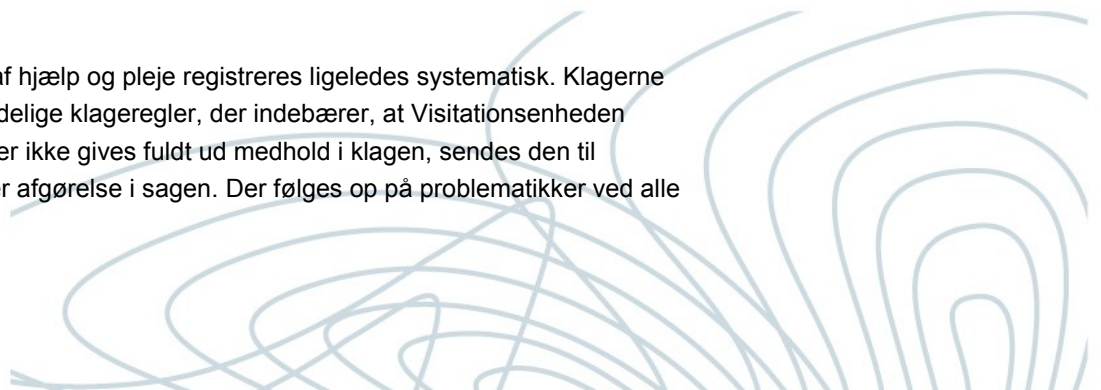 af hjælp og pleje registreres ligeledes systematisk. Klagerne
delige klageregler, der indebærer, at Visitationsenheden
er ikke gives fuldt ud medhold i klagen, sendes den til
r afgørelse i sagen. Der følges op på problematikker ved alle